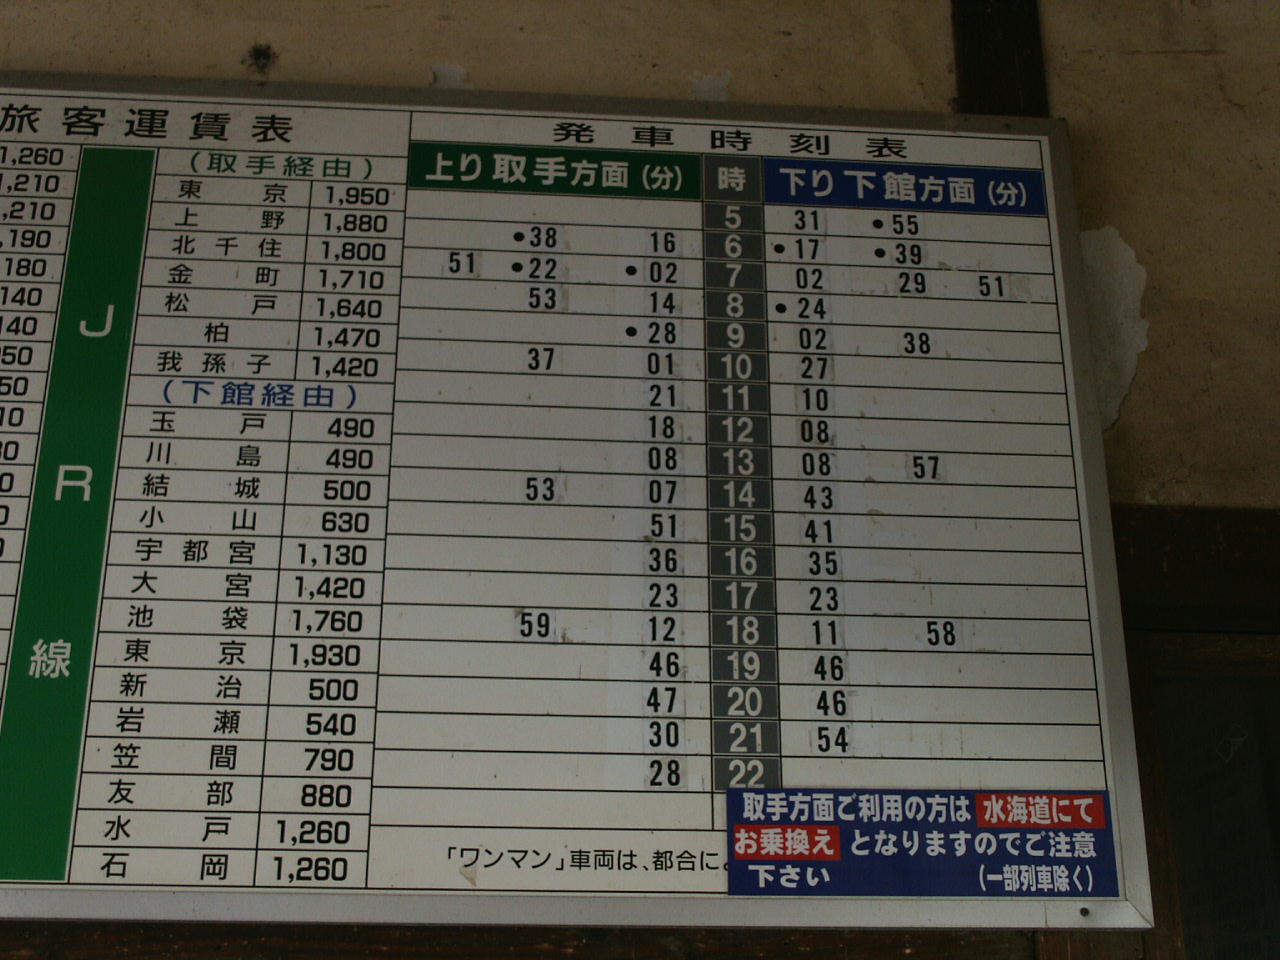 旅客運賃表
発車時刻表
1,260
1,210
,210
,190
180
140
140
50
50
10
30
0
0
J
R
線
(取手経由)
東京 1,950
上野 1,880
北千住 1,800
金町 1,710
松戸 1,640
柏 1,470
我孫子 1,420
(下館経由)
玉戸 490
川島 490
結城 500
小山 630
宇都宮 1,130
大宮 1,420
池袋 1,760
東京 1,930
新治 500
岩瀬 540
笠間 790
友部 880
水戸 1,260
石岡 1,260
上り取手方面(分) 時 下り下館方面(分)
5 31 •55
•38 16 6 •17 •39
51 •22 •02 7 02 29 51
53 14 8 •24
•28 9 02 38
37 01 10 27
21 11 10
18 12 08
08 13 08 57
53 07 14 43
51 15 41
36 16 35
23 17 23
59 12 18 11 58
46 19 46
47 20 46
30 21 54
28 22
「ワンマン」車両は、都合によ
取手方面ご利用の方は 水海道にて
お乗換え となりますのでご注意
下さい (一部列車除く)